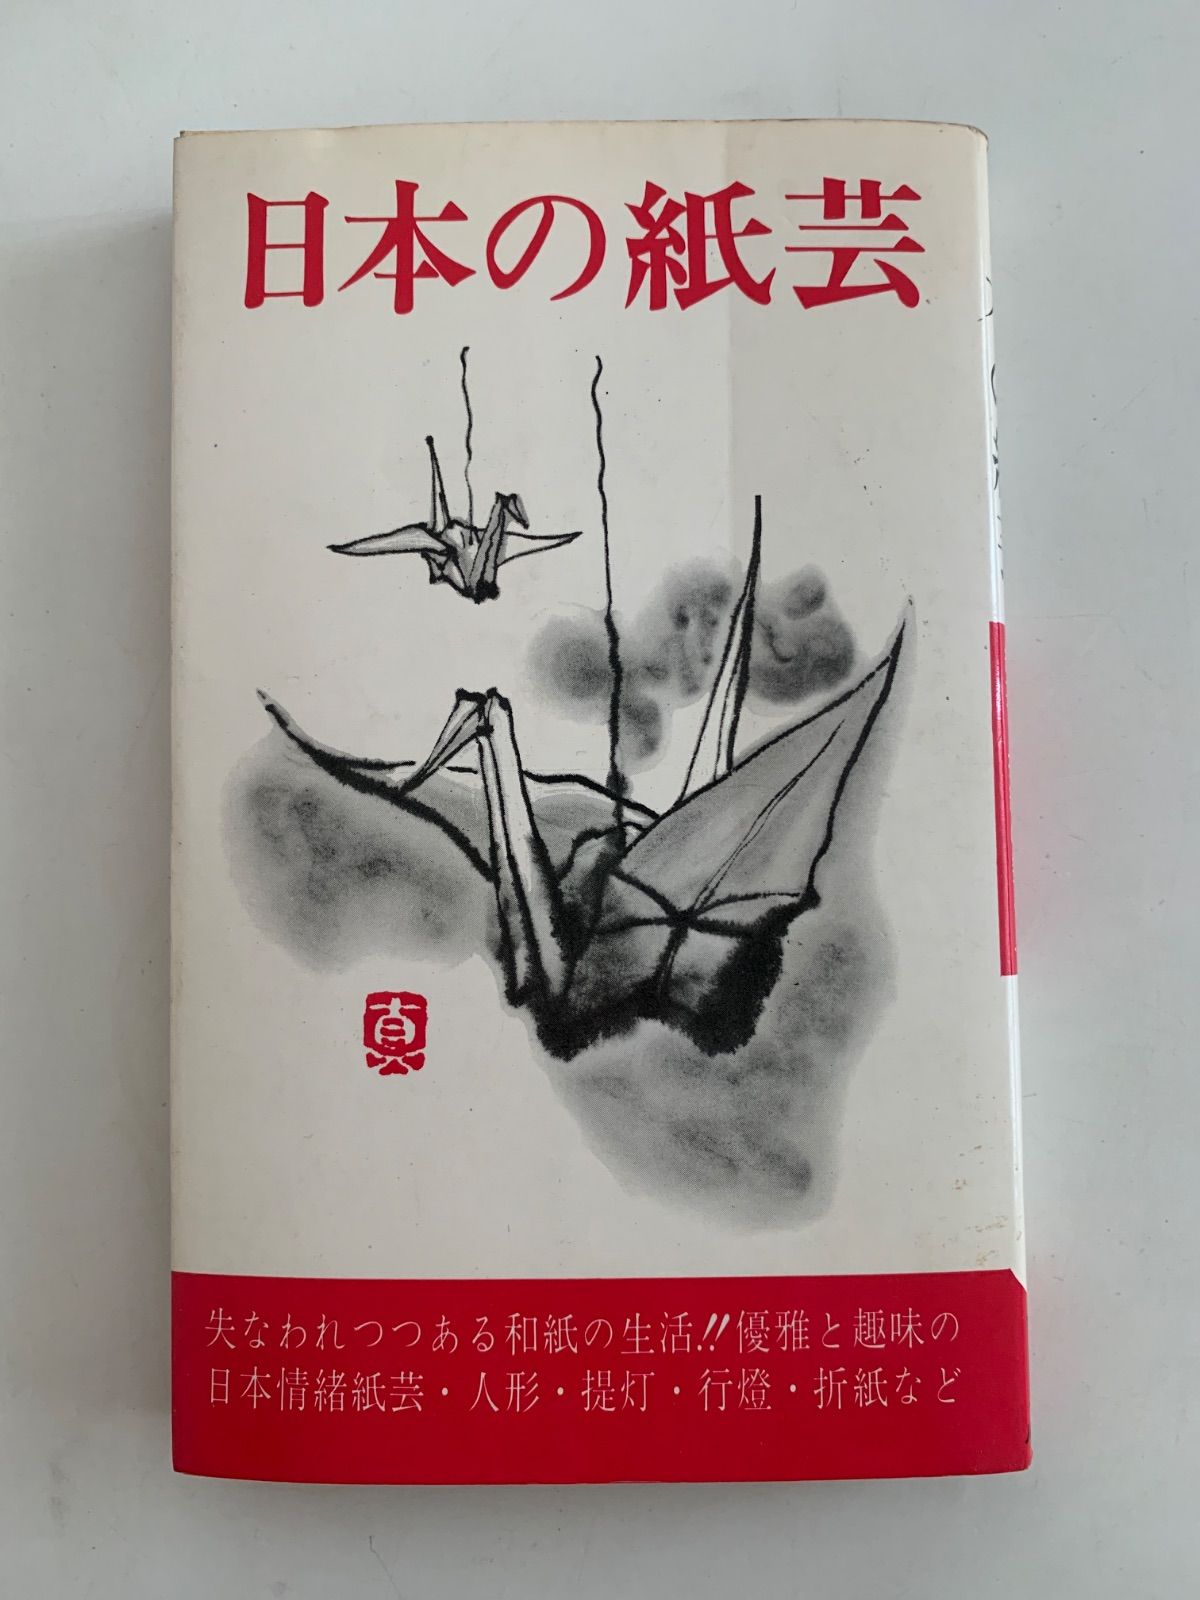 日本の紙芸
真
失なわれつつある和紙の生活!!優雅と趣味の
日本情緒紙芸・人形・提灯・行燈・折紙など